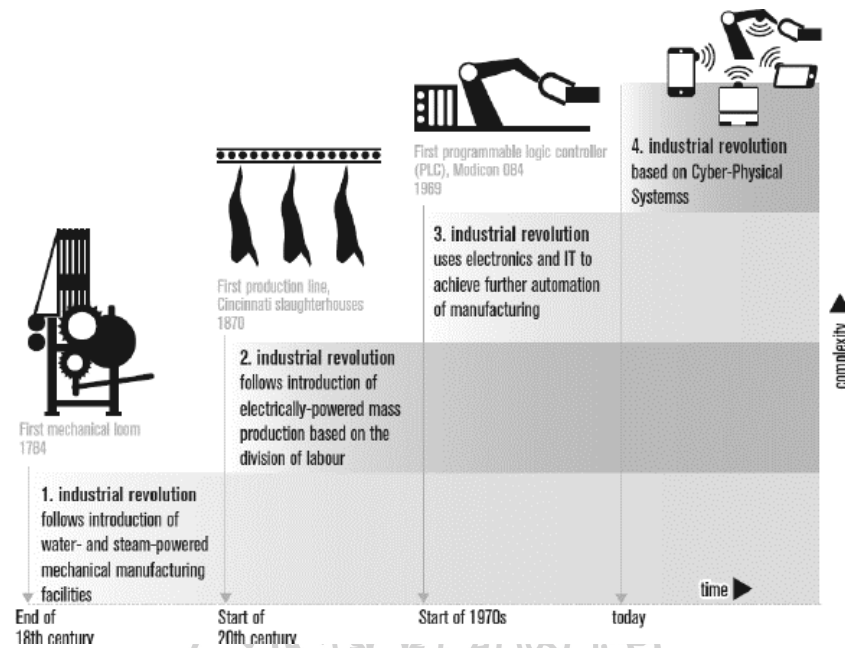 4. industrial revolution
based on Cyber-Physical
Systemss
First programmable logic controller
(PLC), Modicon 084
1969
3. industrial revolution
uses electronics and IT to
achieve further automation
of manufacturing
First production line,
Cincinnati slaughterhouses
1870
2. industrial revolution
follows introduction of
electrically-powered mass
production based on the
division of labour
First mechanical loom
1784
1. industrial revolution
follows introduction of
water- and steam-powered
mechanical manufacturing
facilities
complexity
time
End of
18th century
Start of
20th century
Start of 1970s
today